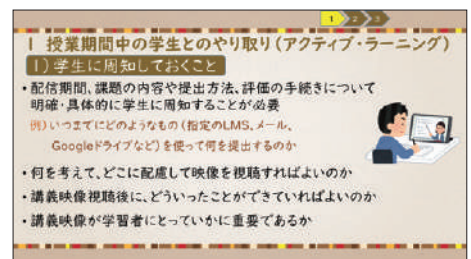 1 2 3
1 授業期間中の学生とのやり取り(アクティブ・ラーニング)
1)学生に周知しておくこと
・配信期間、課題の内容や提出方法、評価の手続きについて
明確・具体的に学生に周知することが必要
例)いつまでにどのようなもの(指定のLMS、メール、
Googleドライブなど)を使って何を提出するのか
・何を考えて、どこに配慮して映像を視聴すればよいのか
・講義映像視聴後に、どういったことができていればよいのか
・講義映像が学習者にとっていかに重要であるか